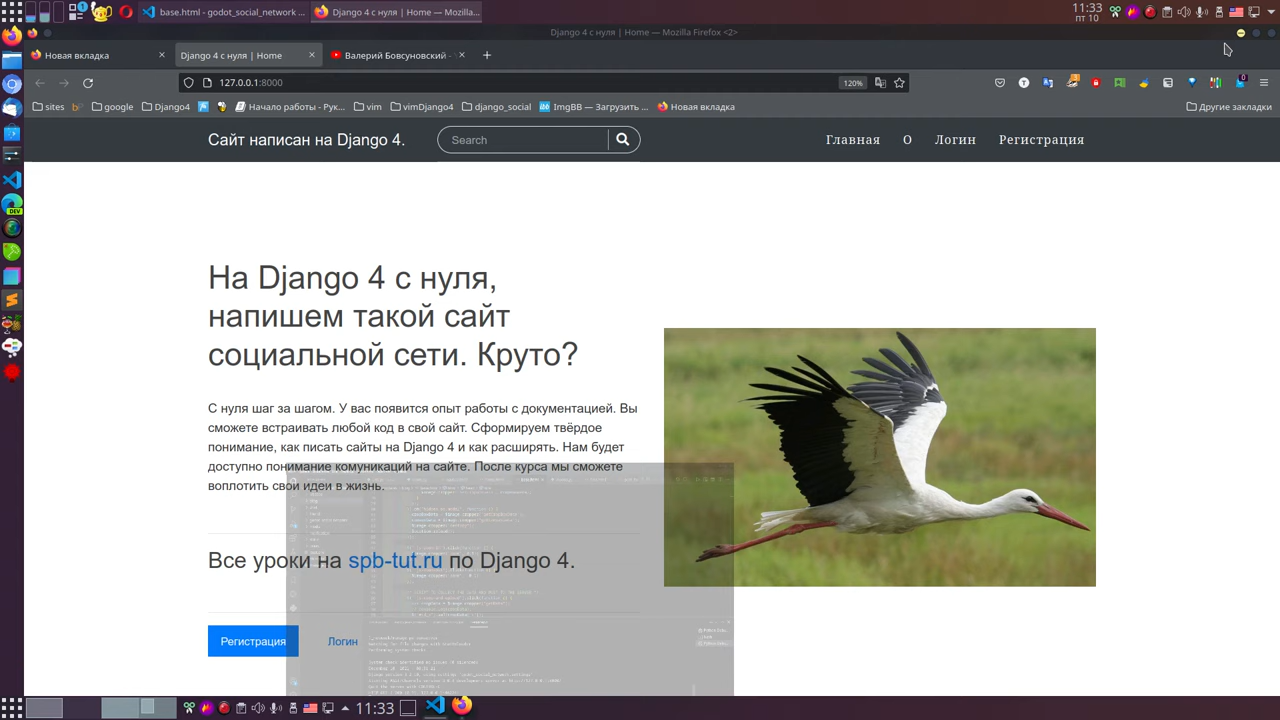 base.html - godot_social_network ...
Django 4 с нуля | Home — Mozilla...
11:33
пт 10
Django 4 с нуля | Home — Mozilla Firefox <2>
Новая вкладка
Django 4 с нуля | Home
Валерий Бовсуновский -
127.0.0.1:8000
120%
sites
google
Django4
Начало работы - Рук...
vim
vimDjango4
django_social
ImgBB — Загрузить ...
Новая вкладка
Другие закладки
Сайт написан на Django 4.
Search
Главная
О
Логин
Регистрация
На Django 4 с нуля,
напишем такой сайт
социальной сети. Круто?
С нуля шаг за шагом. У вас появится опыт работы с документацией. Вы
сможете встраивать любой код в свой сайт. Сформируем твёрдое
понимание, как писать сайты на Django 4 и как расширять. Нам будет
доступно понимание комуникаций на сайте. После курса мы сможете
воплотить свои идеи в жизнь.
Все уроки на spb-tut.ru по Django 4.
Регистрация
Логин
DEV
11:33